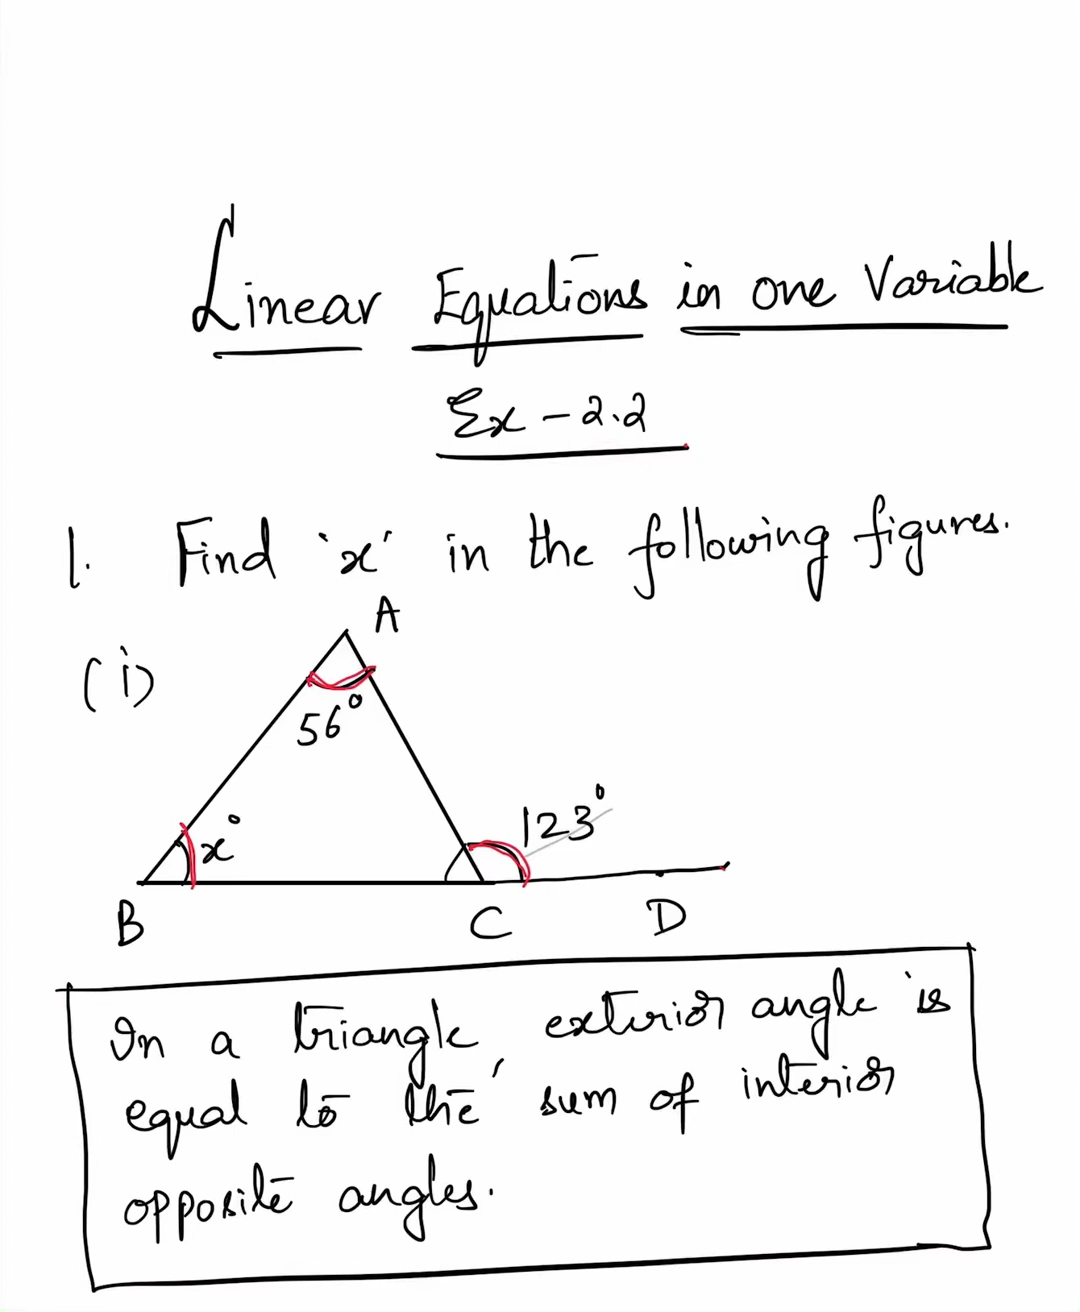 Linear Equations in one Variable
Ex - 2.2
1. Find 'x' in the following figures.
A
(i)
56°
123°
x°
B C D
In a triangle, exterior angle is
equal to the sum of interior
opposite angles.